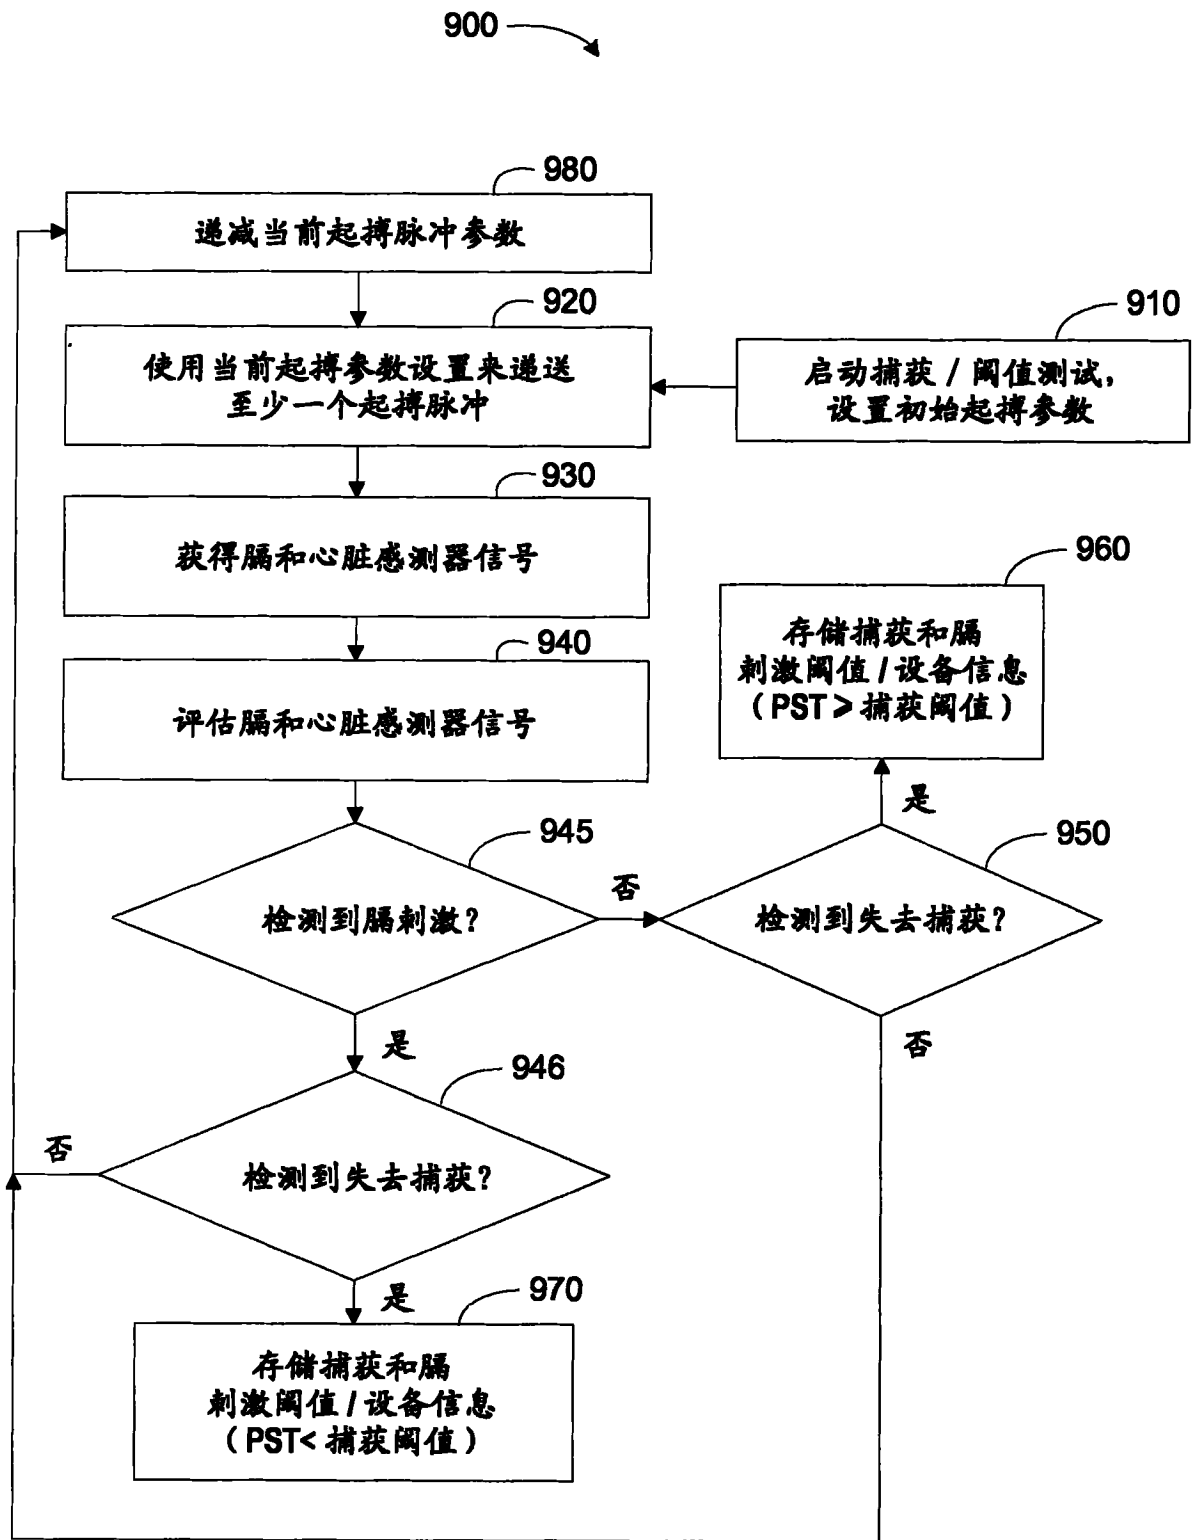 900
980
递减当前起搏脉冲参数
920
使用当前起搏参数设置来递送
至少一个起搏脉冲
910
启动捕获 / 阈值测试,
设置初始起搏参数
930
获得膈和心脏感测器信号
940
评估膈和心脏感测器信号
960
存储捕获和膈
刺激阈值 / 设备信息
(PST ⩾ 捕获阈值)
是
945
检测到膈刺激?
否
950
检测到失去捕获?
否
是
946
检测到失去捕获?
否
是
970
存储捕获和膈
刺激阈值 / 设备信息
(PST< 捕获阈值)